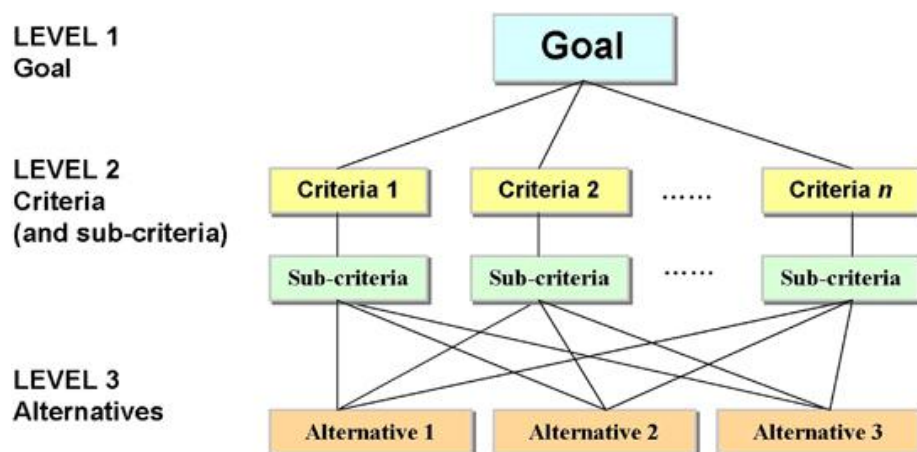 LEVEL 1
Goal
Goal
LEVEL 2
Criteria
(and sub-criteria)
Criteria 1
Criteria 2
......
Criteria n
Sub-criteria
Sub-criteria
......
Sub-criteria
LEVEL 3
Alternatives
Alternative 1
Alternative 2
Alternative 3